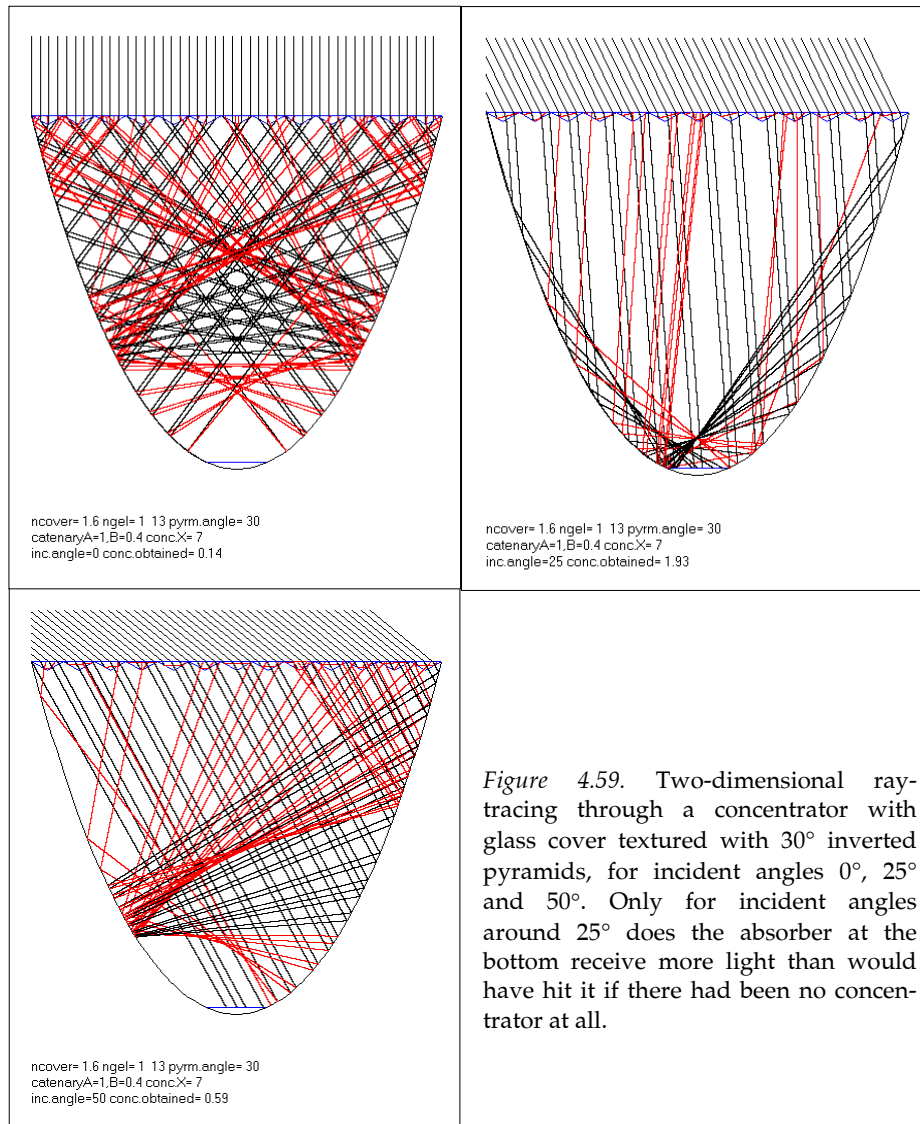 ncover= 1.6 ngel= 1 13 pyrm.angle= 30
catenaryA=1,B=0.4 conc.X= 7
inc.angle=0 conc.obtained= 0.14
ncover= 1.6 ngel= 1 13 pyrm.angle= 30
catenaryA=1,B=0.4 conc.X= 7
inc.angle=25 conc.obtained= 1.93
ncover= 1.6 ngel= 1 13 pyrm.angle= 30
catenaryA=1,B=0.4 conc.X= 7
inc.angle=50 conc.obtained= 0.59
Figure 4.59. Two-dimensional ray-
tracing through a concentrator with
glass cover textured with 30° inverted
pyramids, for incident angles 0°, 25°
and 50°. Only for incident angles
around 25° does the absorber at the
bottom receive more light than would
have hit it if there had been no concen-
trator at all.